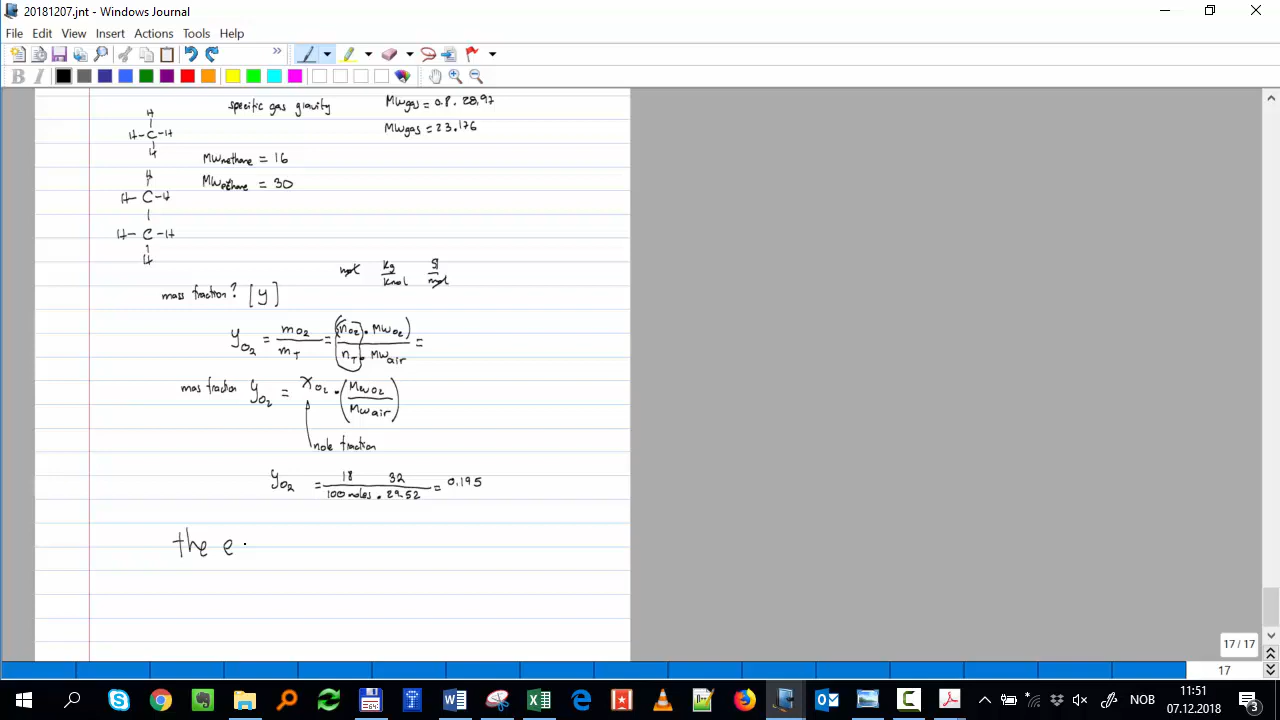 20181207.jnt - Windows Journal
File Edit View Insert Actions Tools Help
specific gas gravity
MWgas = 0.8 · 28,97
MWgas = 23.176
H
H-C-H
H
MWmethane = 16
MWethane = 30
H
H-C-H
H-C-H
H
mol kg/kmol g/mol
mass fraction? [y]
yO2 = mO2/mT = (nO2 · MWO2)/(nT · MWair) =
mas fraction yO2 = xO2 · (MWO2/MWair)
mole fraction
yO2 = 18 32/100 moles · 29.52 = 0.195
the e
17 / 17
17
NOB
11:51
07.12.2018
3